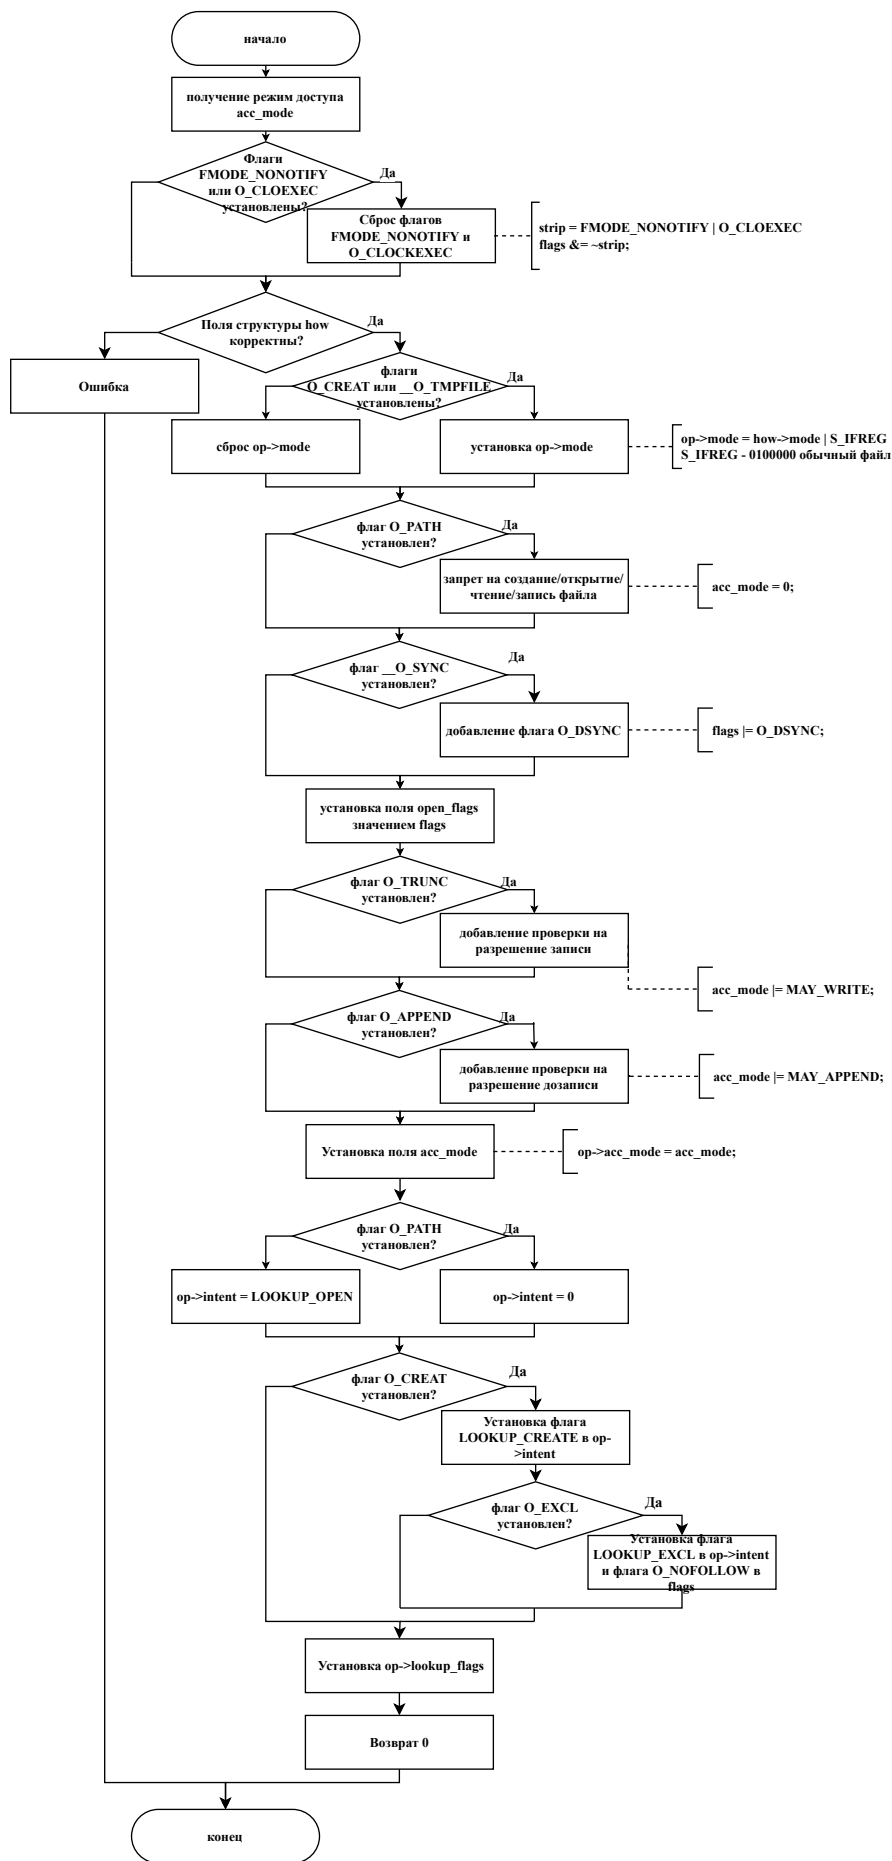 начало
получение режим доступа
acc_mode
Флаги
FMODE_NONOTIFY
или O_CLOEXEC
установлены?
Да
Сброс флагов
FMODE_NONOTIFY и
O_CLOCKEXEC
strip = FMODE_NONOTIFY | O_CLOEXEC
flags &= ~strip;
Поля структуры how
корректны?
Да
Ошибка
флаги
O_CREAT или __O_TMPFILE
установлены?
Да
сброс op->mode
установка op->mode
op->mode = how->mode | S_IFREG
S_IFREG - 0100000 обычный файл
флаг O_PATH
установлен?
Да
запрет на создание/открытие/
чтение/запись файла
acc_mode = 0;
флаг __O_SYNC
установлен?
Да
добавление флага O_DSYNC
flags |= O_DSYNC;
установка поля open_flags
значением flags
флаг O_TRUNC
установлен?
Да
добавление проверки на
разрешение записи
acc_mode |= MAY_WRITE;
флаг O_APPEND
установлен?
Да
добавление проверки на
разрешение дозаписи
acc_mode |= MAY_APPEND;
Установка поля acc_mode
op->acc_mode = acc_mode;
флаг O_PATH
установлен?
Да
op->intent = LOOKUP_OPEN
op->intent = 0
флаг O_CREAT
установлен?
Да
Установка флага
LOOKUP_CREATE в op-
>intent
флаг O_EXCL
установлен?
Да
Установка флага
LOOKUP_EXCL в op->intent
и флага O_NOFOLLOW в
flags
Установка op->lookup_flags
Возврат 0
конец